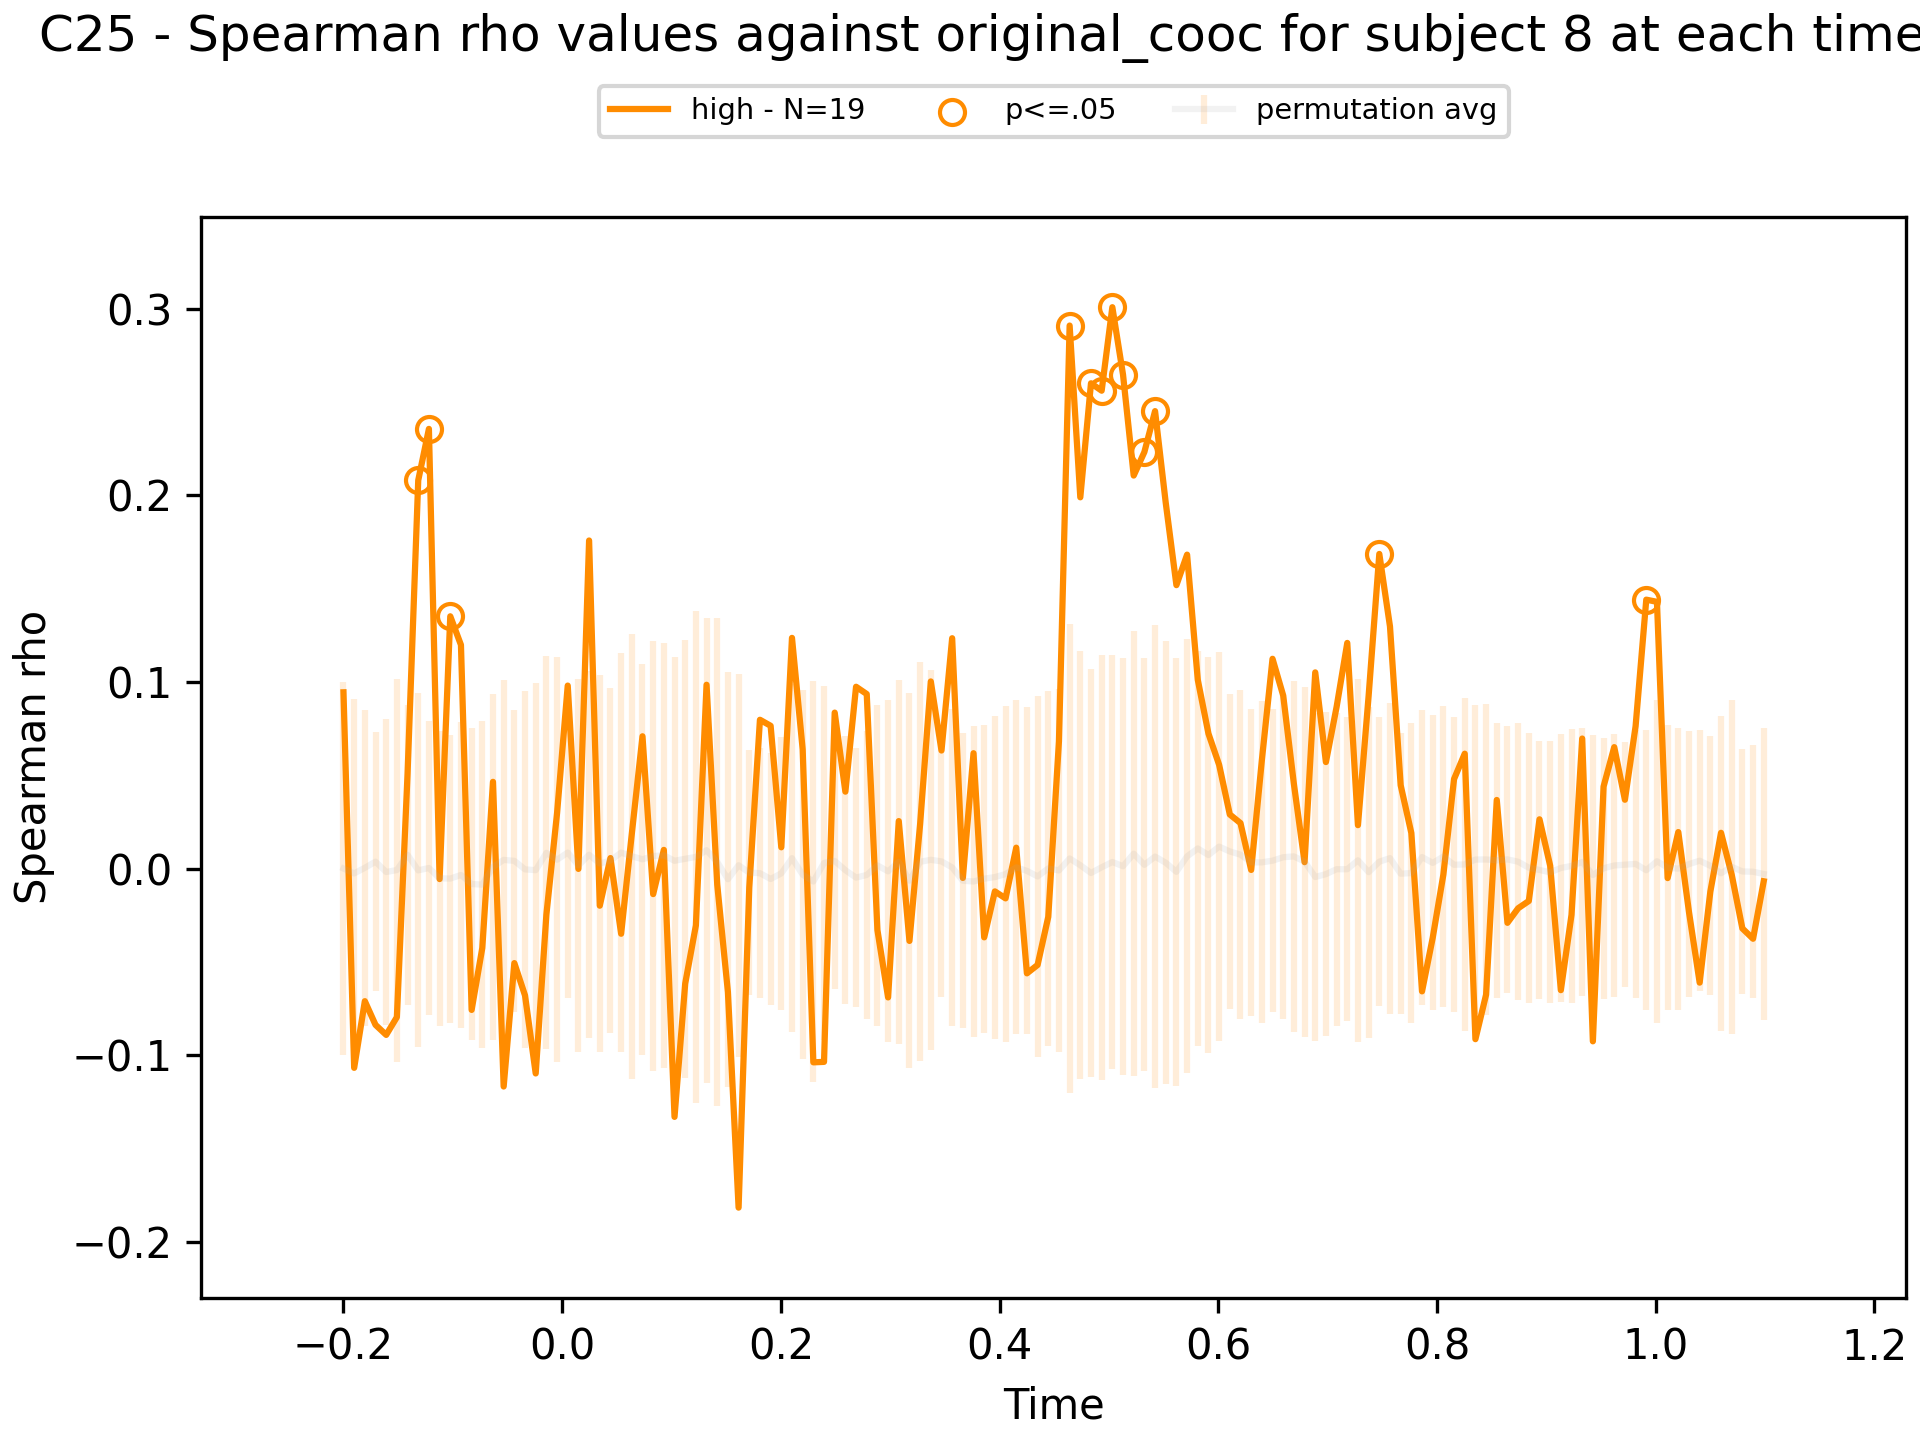 C25 - Spearman rho values against original_cooc for subject 8 at each time
high - N=19 p<=.05 permutation avg
Spearman rho
0.3
0.2
0.1
0.0
−0.1
−0.2
−0.2 0.0 0.2 0.4 0.6 0.8 1.0 1.2
Time